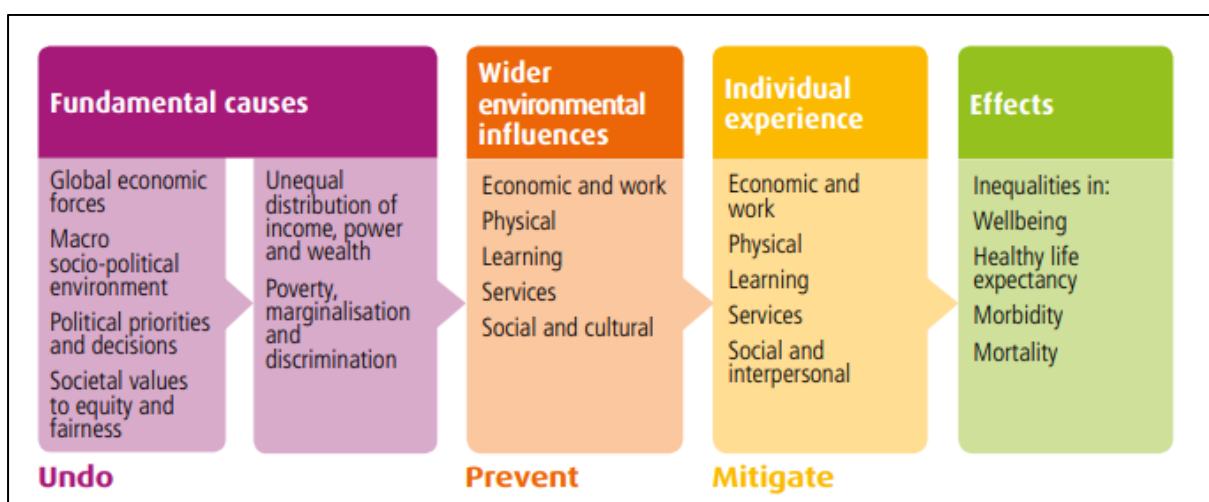 Fundamental causes
Global economic
forces
Macro
socio-political
environment
Political priorities
and decisions
Societal values
to equity and
fairness
Unequal
distribution of
income, power
and wealth
Poverty,
marginalisation
and
discrimination
Undo
Wider
environmental
influences
Economic and work
Physical
Learning
Services
Social and cultural
Prevent
Individual
experience
Economic and
work
Physical
Learning
Services
Social and
interpersonal
Mitigate
Effects
Inequalities in:
Wellbeing
Healthy life
expectancy
Morbidity
Mortality